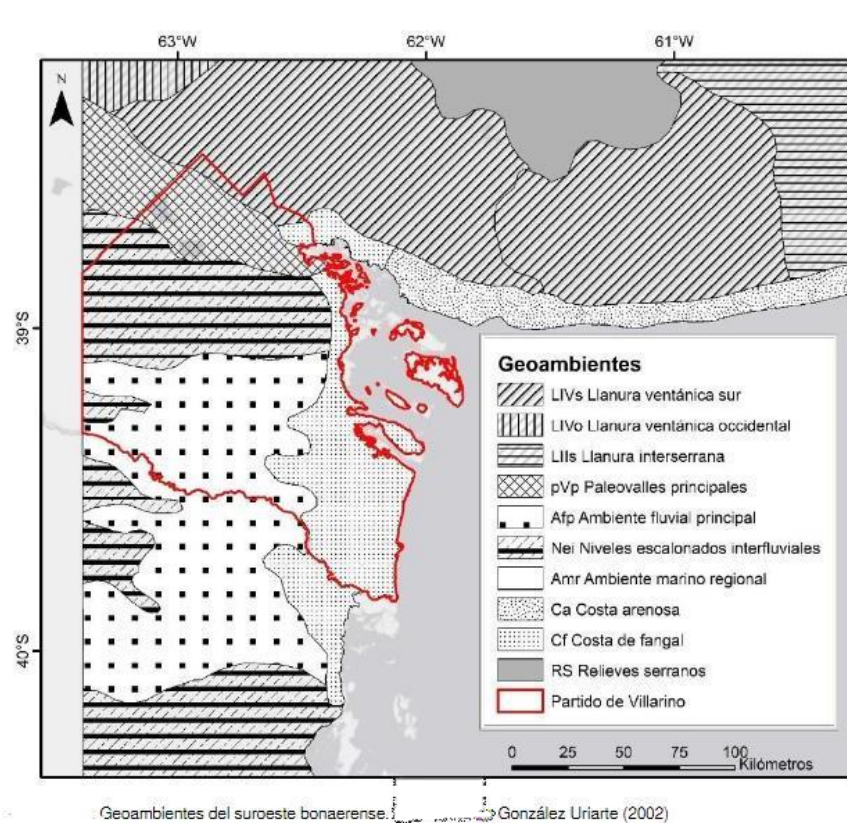 63°W 62°W 61°W
N
39°S
40°S
Geoambientes
LIVs Llanura ventánica sur
LIVo Llanura ventánica occidental
LIIs Llanura interserrana
pVp Paleovalles principales
Afp Ambiente fluvial principal
Nei Niveles escalonados interfluviales
Amr Ambiente marino regional
Ca Costa arenosa
Cf Costa de fangal
RS Relieves serranos
Partido de Villarino
0 25 50 75 100
Kilómetros
Geoambientes del suroeste bonaerense. González Uriarte (2002)